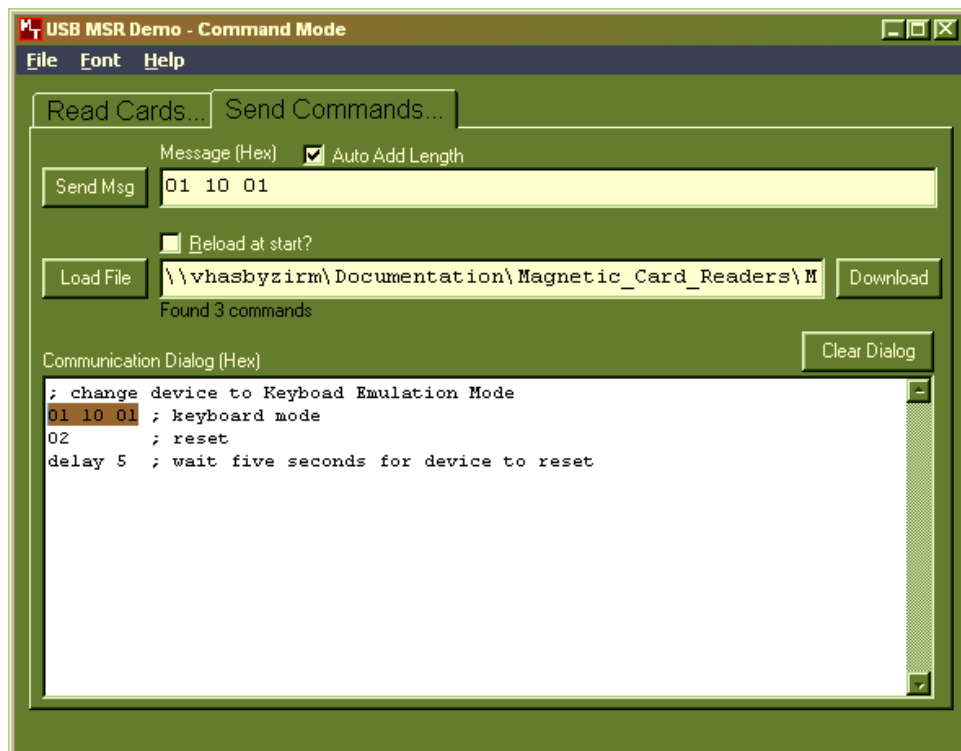 USB MSR Demo - Command Mode
File Font Help
Read Cards... Send Commands...
Message (Hex) Auto Add Length
Send Msg 01 10 01
Reload at start?
Load File \\vhasbyzirm\Documentation\Magnetic_Card_Readers\M Download
Found 3 commands
Clear Dialog
Communication Dialog (Hex)
; change device to Keyboad Emulation Mode
01 10 01 ; keyboard mode
02 ; reset
delay 5 ; wait five seconds for device to reset